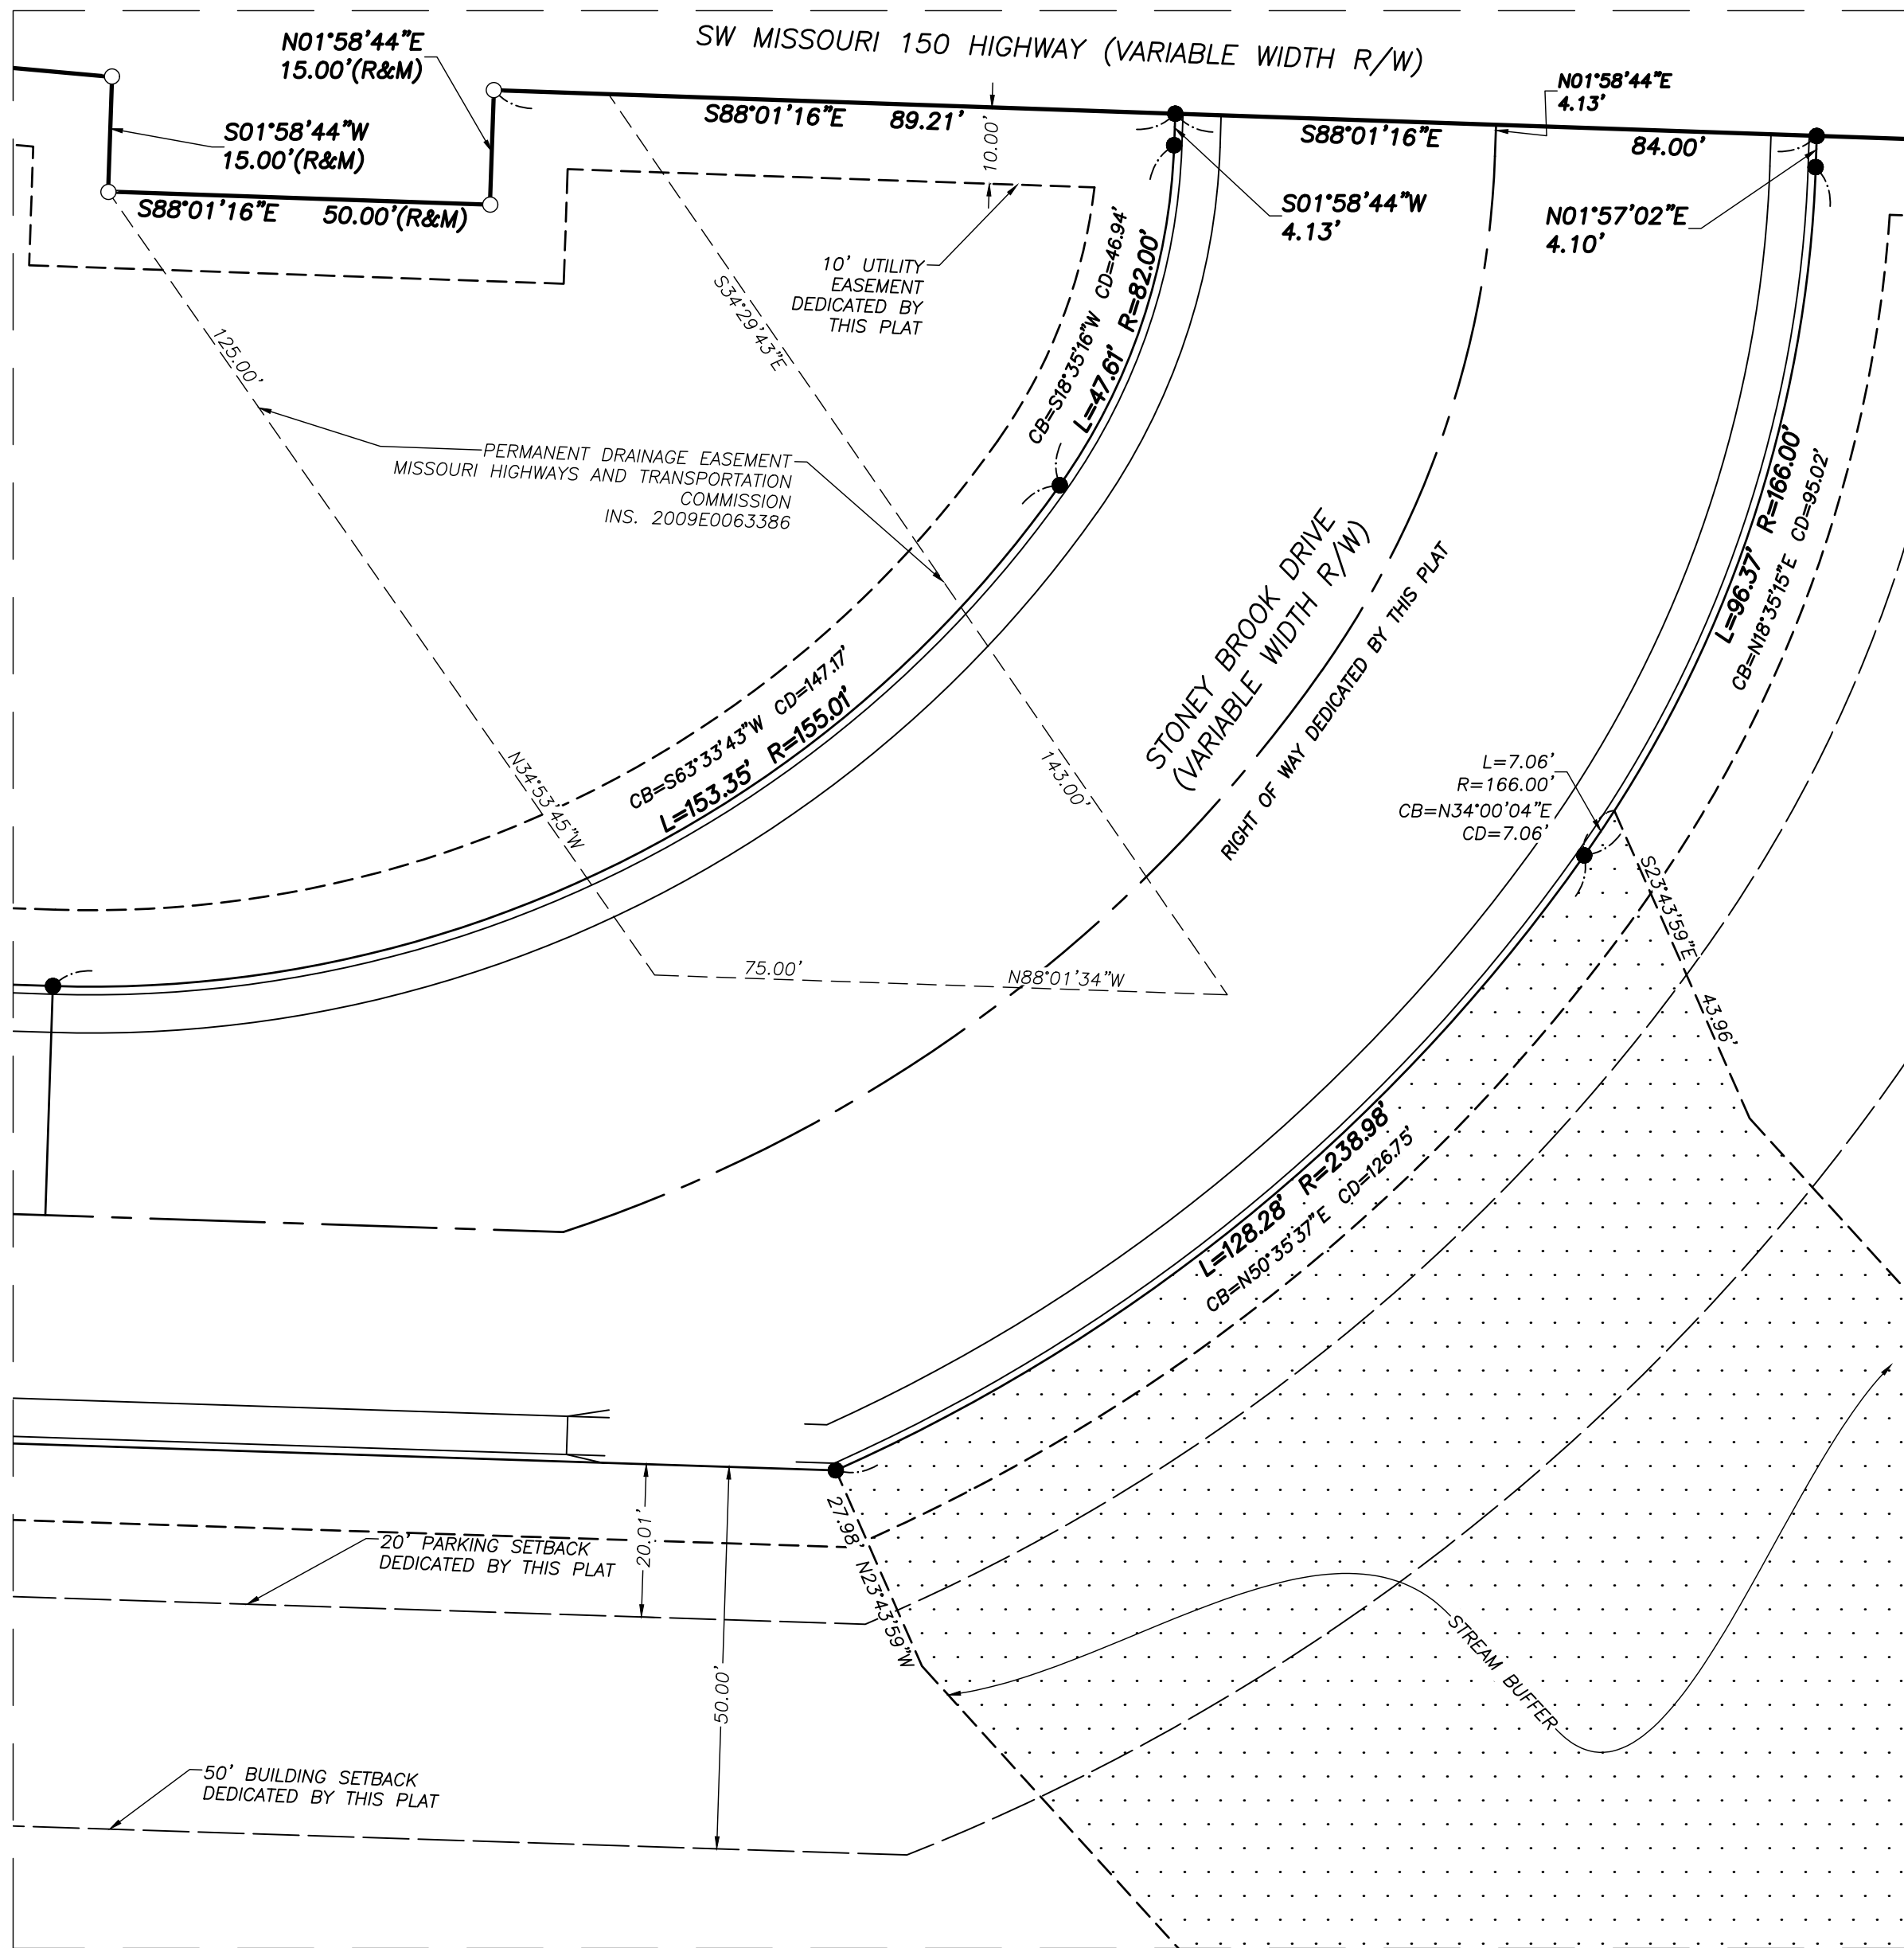 SW MISSOURI 150 HIGHWAY (VARIABLE WIDTH R/W)
N01°58'44"E
15.00'(R&M)
S01°58'44"W
15.00'(R&M)
S88°01'16"E 50.00'(R&M)
S88°01'16"E 89.21'
10.00'
N01°58'44"E
4.13'
S88°01'16"E 84.00'
S01°58'44"W
4.13'
N01°57'02"E
4.10'
10' UTILITY
EASEMENT
DEDICATED BY
THIS PLAT
CB=S18°35'16"W CD=46.94'
L=47.61' R=82.00'
S34°29'43"E
125.00'
PERMANENT DRAINAGE EASEMENT
MISSOURI HIGHWAYS AND TRANSPORTATION
COMMISSION
INS. 2009E0063386
L=96.37' R=166.00'
CB=N18°35'15"E CD=95.02'
STONEY BROOK DRIVE
(VARIABLE WIDTH R/W)
RIGHT OF WAY DEDICATED BY THIS PLAT
CB=S63°33'43"W CD=147.17'
L=153.35' R=155.01'
N34°53'45"W
143.00'
L=7.06'
R=166.00'
CB=N34°00'04"E
CD=7.06'
S23°43'59"E
43.96'
75.00' N88°01'34"W
L=128.28' R=238.98'
CB=N50°35'37"E CD=126.75'
27.98' N23°43'59"W
20' PARKING SETBACK
DEDICATED BY THIS PLAT
20.01'
50.00'
STREAM BUFFER
50' BUILDING SETBACK
DEDICATED BY THIS PLAT